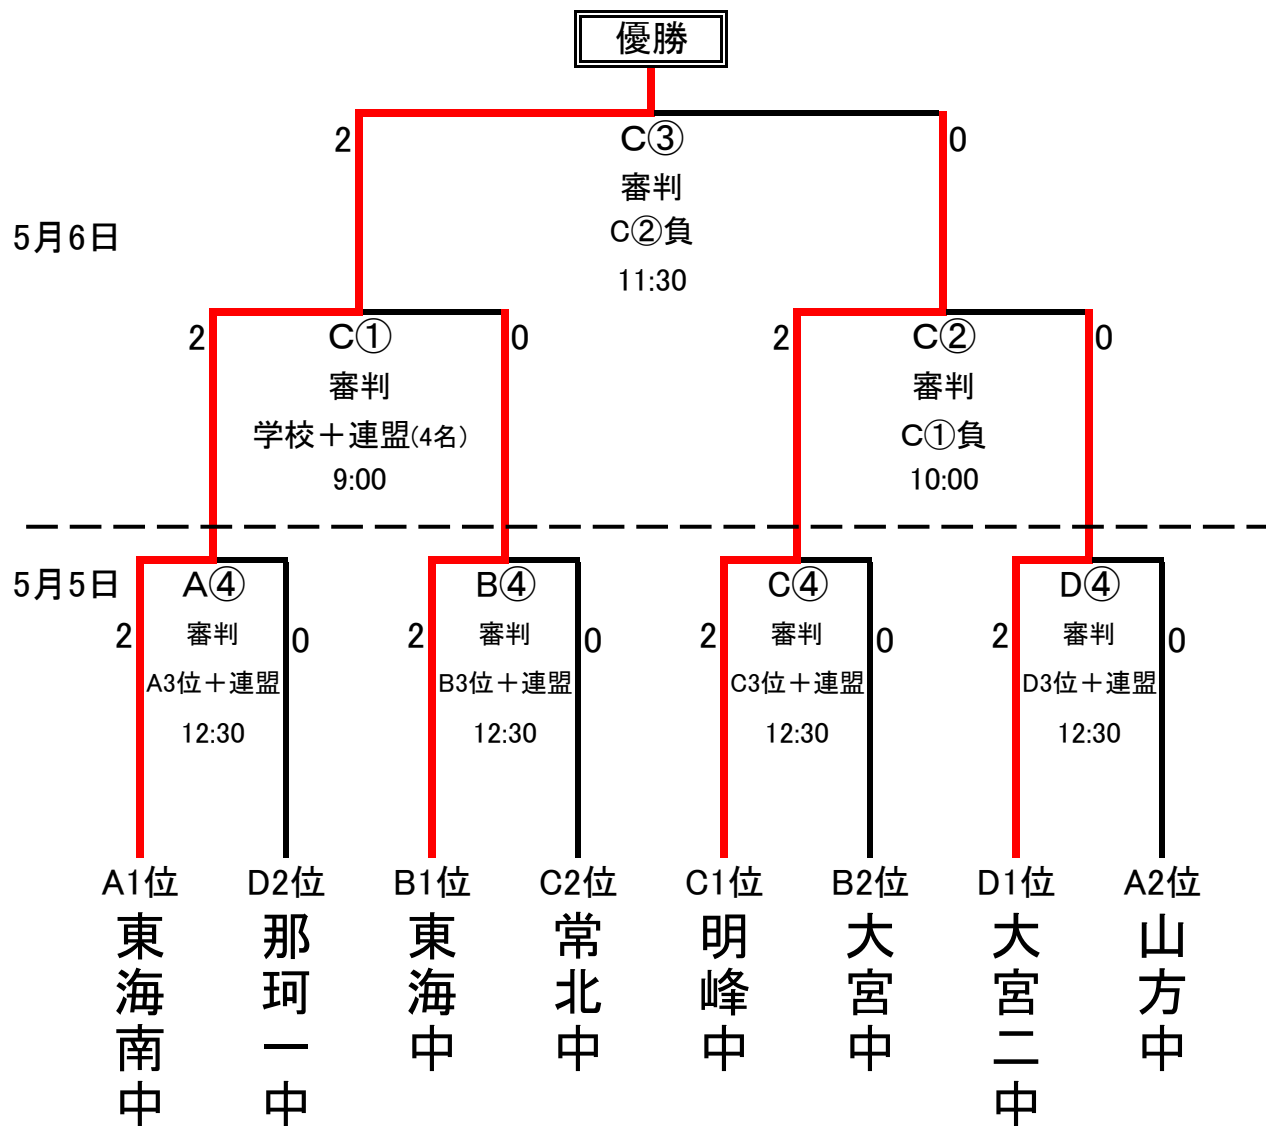 優勝
2
C③
0
審判
C②負
11:30
5月6日
2
C①
0
2
C②
0
審判
審判
学校＋連盟(4名)
C①負
9:00
10:00
5月5日
A④
B④
C④
D④
2
審判
0
2
審判
0
2
審判
0
2
審判
0
A3位＋連盟
B3位＋連盟
C3位＋連盟
D3位＋連盟
12:30
12:30
12:30
12:30
A1位
D2位
B1位
C2位
C1位
B2位
D1位
A2位
東海南中
那珂一中
東海中
常北中
明峰中
大宮中
大宮二中
山方中